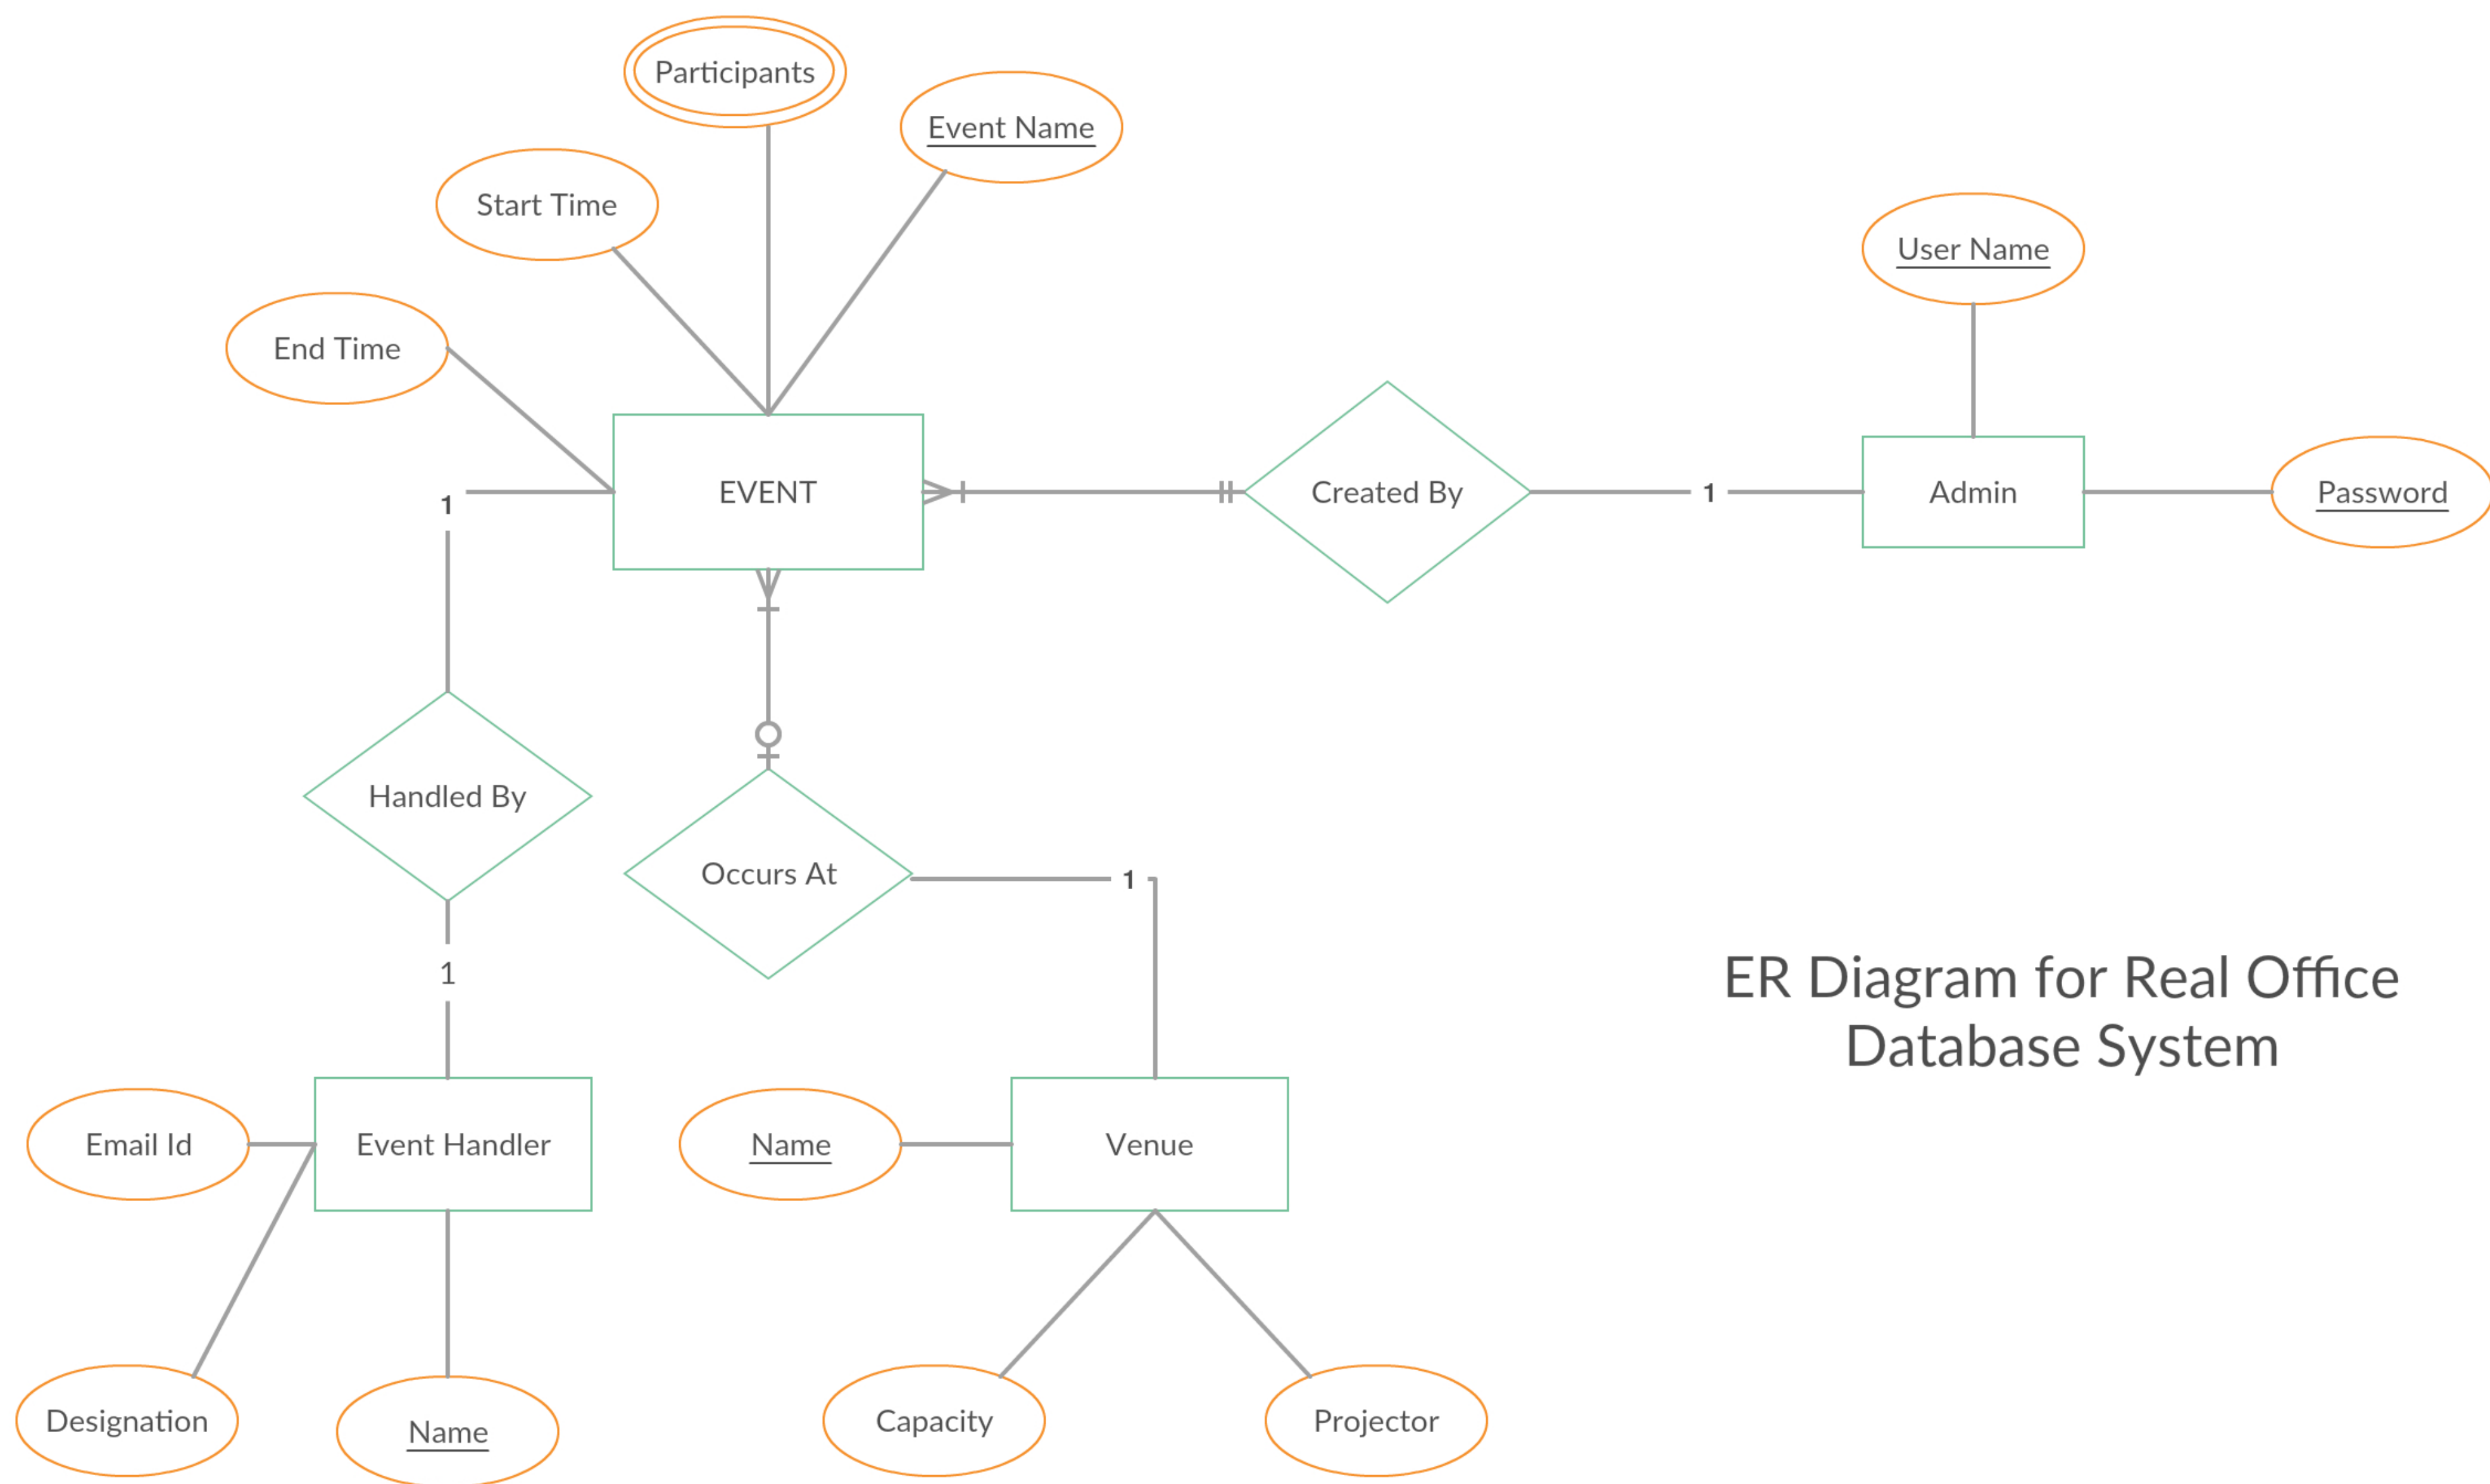 Participants
Event Name
Start Time
User Name
End Time
EVENT
Created By
1
Admin
Password
1
Handled By
Occurs At
1
1
ER Diagram for Real Office
Database System
Email Id
Event Handler
Name
Venue
Designation
Name
Capacity
Projector